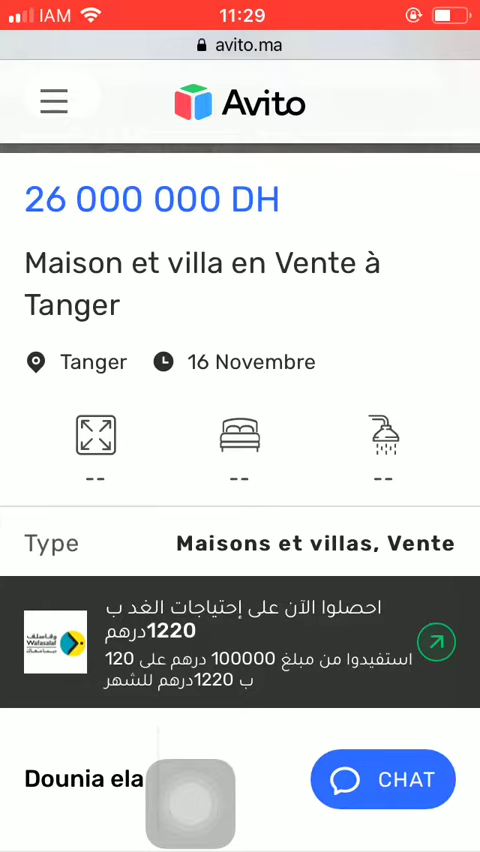 IAM 11:29
avito.ma
Avito
26 000 000 DH
Maison et villa en Vente à
Tanger
Tanger 16 Novembre
-- -- --
Type Maisons et villas, Vente
احصلوا الآن على إحتياجات الغد ب
1220درهم
استفيدوا من مبلغ 100000 درهم على 120
ب 1220درهم للشهر
وفاسلف
Wafasalaf
Dounia ela
CHAT